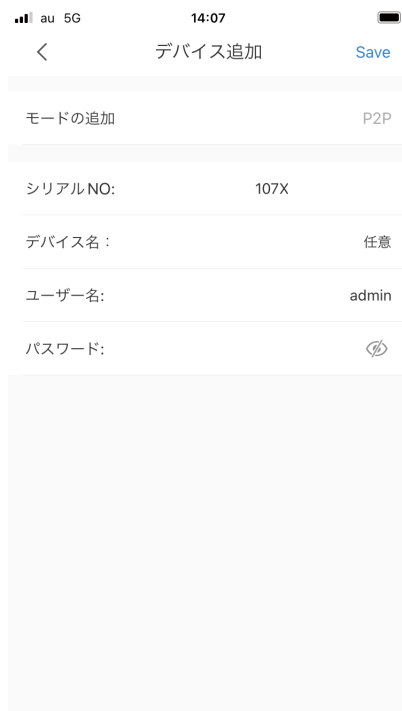 au 5G 14:07
デバイス追加 Save
モードの追加 P2P
シリアルNO: 107X
デバイス名： 任意
ユーザー名: admin
パスワード: